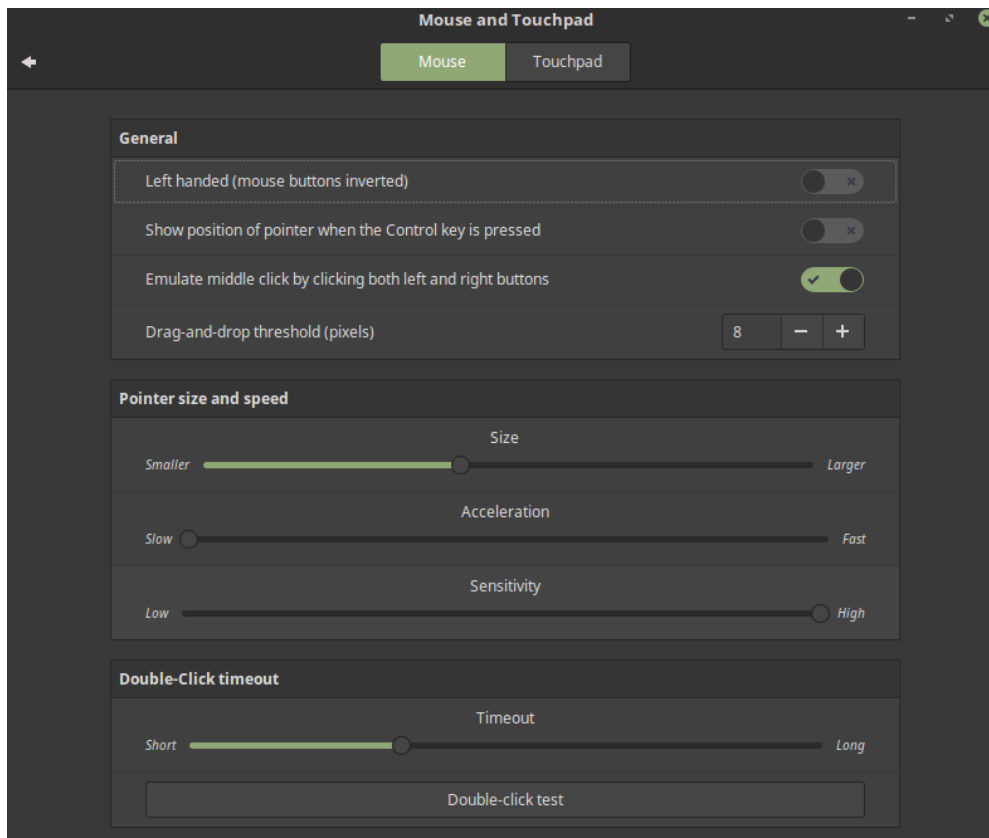 Mouse and Touchpad
Mouse Touchpad
General
Left handed (mouse buttons inverted)
Show position of pointer when the Control key is pressed
Emulate middle click by clicking both left and right buttons
Drag-and-drop threshold (pixels) 8 − +
Pointer size and speed
Size
Smaller Larger
Acceleration
Slow Fast
Sensitivity
Low High
Double-Click timeout
Timeout
Short Long
Double-click test